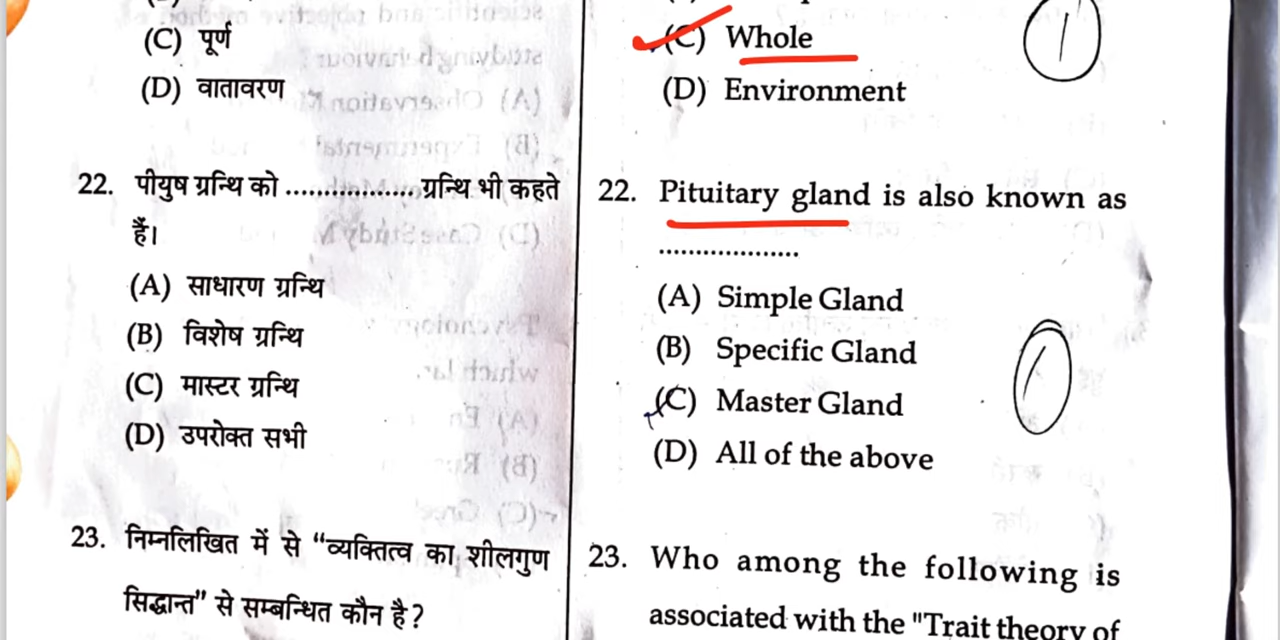 (C) पूर्ण
(D) वातावरण
22. पीयुष ग्रन्थि को ................. ग्रन्थि भी कहते
हैं।
(A) साधारण ग्रन्थि
(B) विशेष ग्रन्थि
(C) मास्टर ग्रन्थि
(D) उपरोक्त सभी
23. निम्नलिखित में से “व्यक्तित्व का शीलगुण
सिद्धान्त” से सम्बन्धित कौन है?
(C) Whole
(D) Environment
1
22. Pituitary gland is also known as
....................
(A) Simple Gland
(B) Specific Gland
(C) Master Gland
(D) All of the above
1
23. Who among the following is
associated with the "Trait theory of